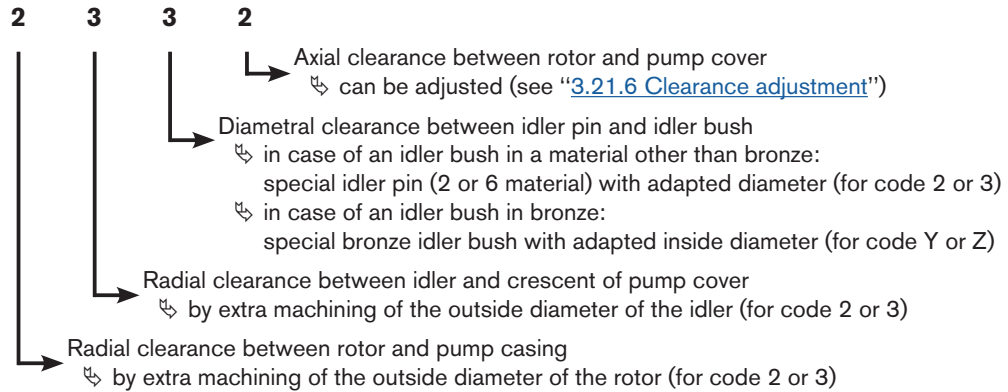 2 3 3 2
Axial clearance between rotor and pump cover
↳ can be adjusted (see “3.21.6 Clearance adjustment”)
Diametral clearance between idler pin and idler bush
↳ in case of an idler bush in a material other than bronze:
special idler pin (2 or 6 material) with adapted diameter (for code 2 or 3)
↳ in case of an idler bush in bronze:
special bronze idler bush with adapted inside diameter (for code Y or Z)
Radial clearance between idler and crescent of pump cover
↳ by extra machining of the outside diameter of the idler (for code 2 or 3)
Radial clearance between rotor and pump casing
↳ by extra machining of the outside diameter of the rotor (for code 2 or 3)